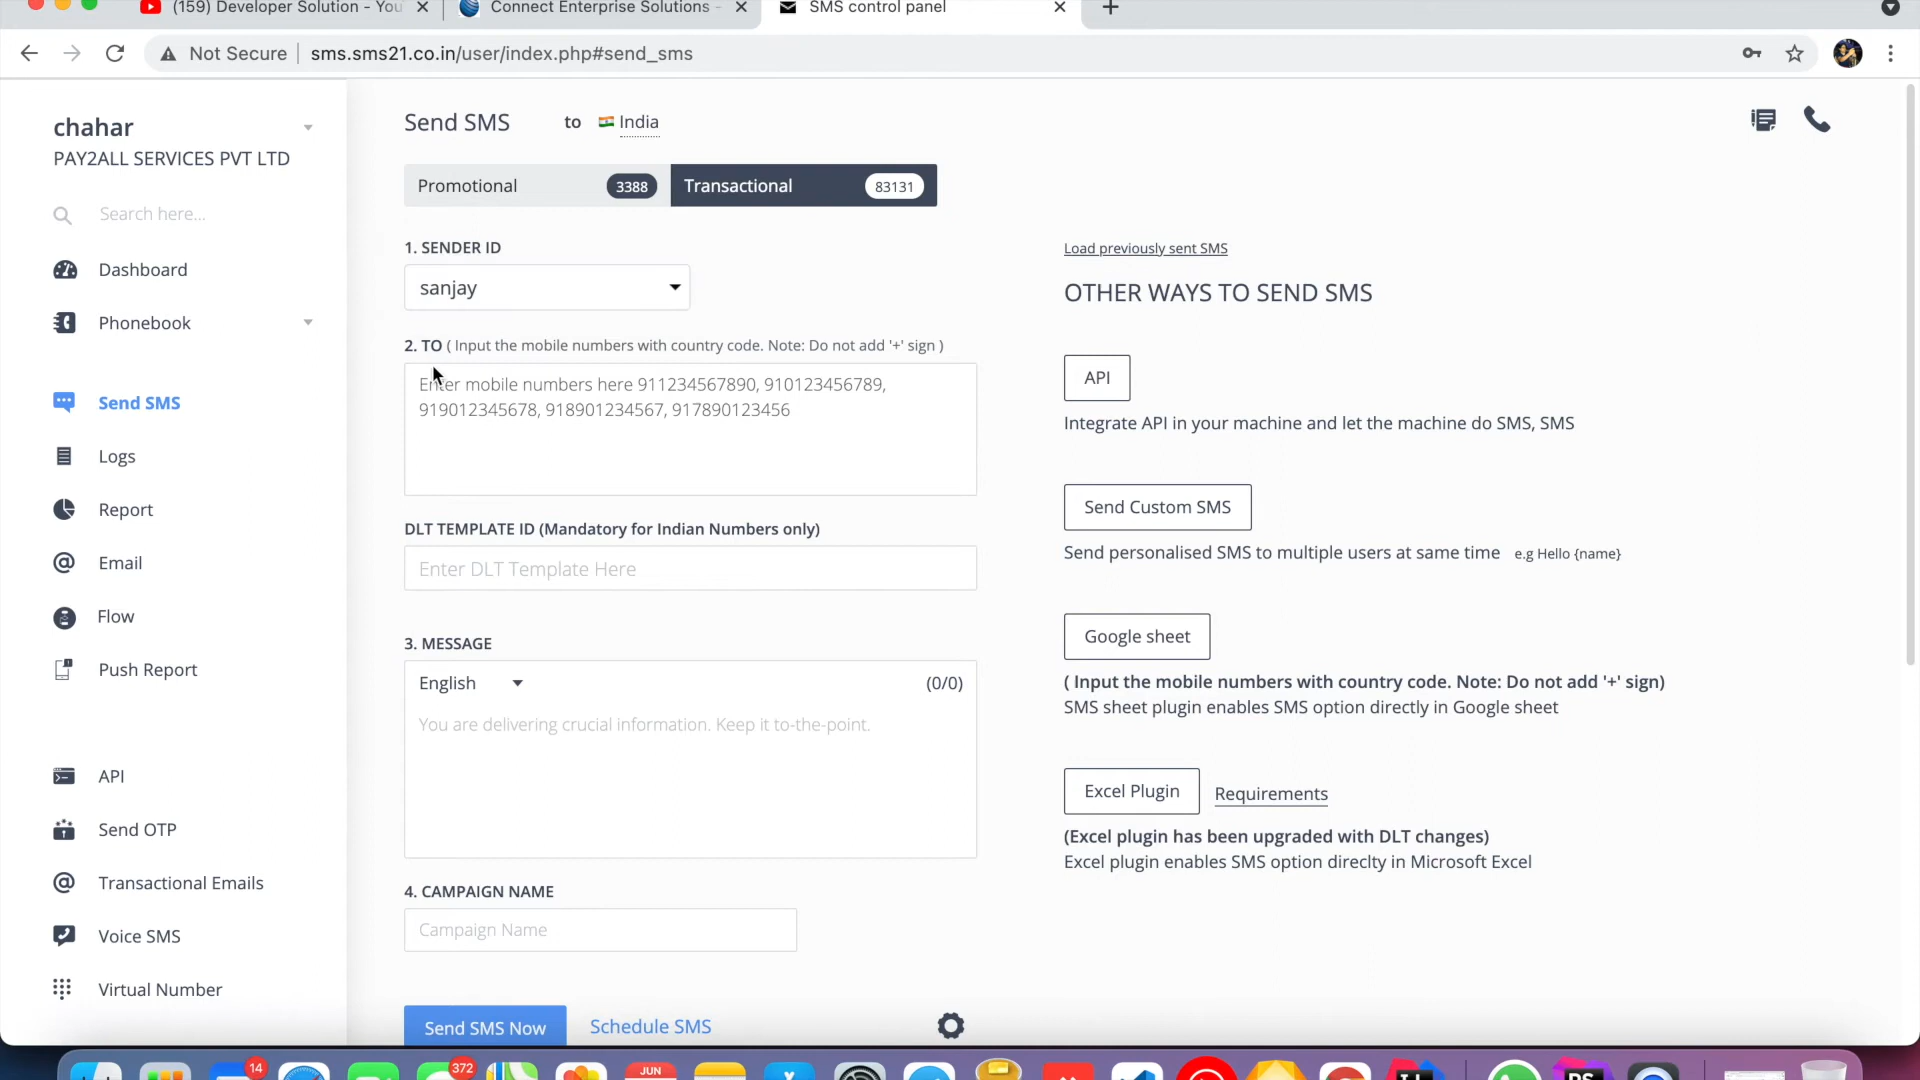 (159) Developer Solution - You
Connect Enterprise Solutions -
SMS control panel
Not Secure
sms.sms21.co.in/user/index.php#send_sms
chahar
PAY2ALL SERVICES PVT LTD
Search here...
Dashboard
Phonebook
Send SMS
Logs
Report
Email
Flow
Push Report
API
Send OTP
Transactional Emails
Voice SMS
Virtual Number
Send SMS to India
Promotional 3388 Transactional 83131
1. SENDER ID
sanjay
2. TO ( Input the mobile numbers with country code. Note: Do not add '+' sign )
Enter mobile numbers here 911234567890, 910123456789,
919012345678, 918901234567, 917890123456
DLT TEMPLATE ID (Mandatory for Indian Numbers only)
Enter DLT Template Here
3. MESSAGE
English (0/0)
You are delivering crucial information. Keep it to-the-point.
4. CAMPAIGN NAME
Campaign Name
Send SMS Now Schedule SMS
Load previously sent SMS
OTHER WAYS TO SEND SMS
API
Integrate API in your machine and let the machine do SMS, SMS
Send Custom SMS
Send personalised SMS to multiple users at same time e.g Hello {name}
Google sheet
( Input the mobile numbers with country code. Note: Do not add '+' sign)
SMS sheet plugin enables SMS option directly in Google sheet
Excel Plugin Requirements
(Excel plugin has been upgraded with DLT changes)
Excel plugin enables SMS option direclty in Microsoft Excel
14
372
JUN